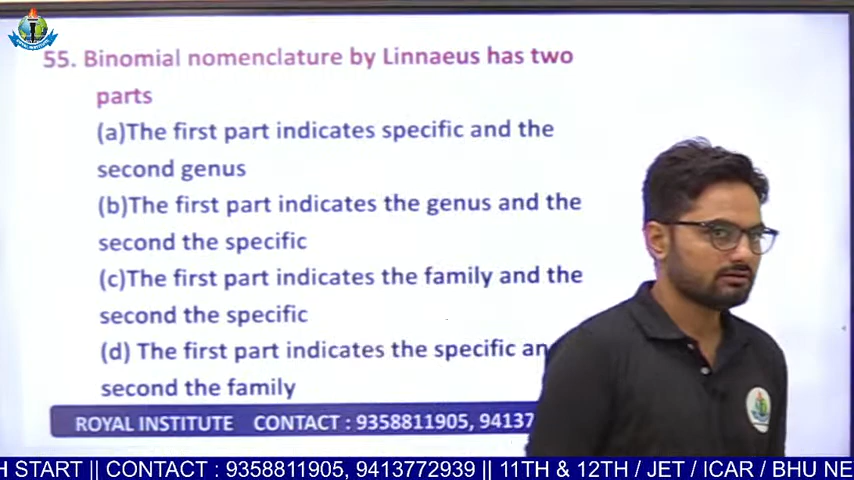 55. Binomial nomenclature by Linnaeus has two
parts
(a)The first part indicates specific and the
second genus
(b)The first part indicates the genus and the
second the specific
(c)The first part indicates the family and the
second the specific
(d) The first part indicates the specific an
second the family
ROYAL INSTITUTE CONTACT : 9358811905, 94137
H START || CONTACT : 9358811905, 9413772939 || 11TH & 12TH / JET / ICAR / BHU NE